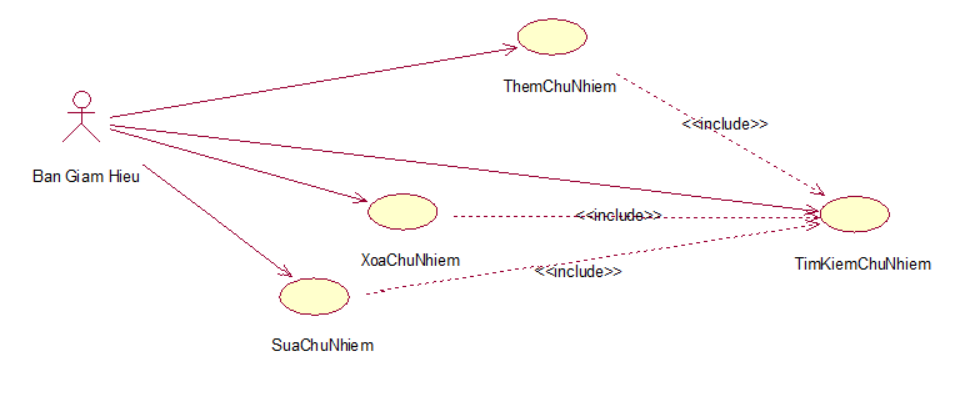 ThemChuNhiem
<<include>>
Ban Giam Hieu
<<include>>
XoaChuNhiem
TimKiemChuNhiem
<<include>>
SuaChuNhiem